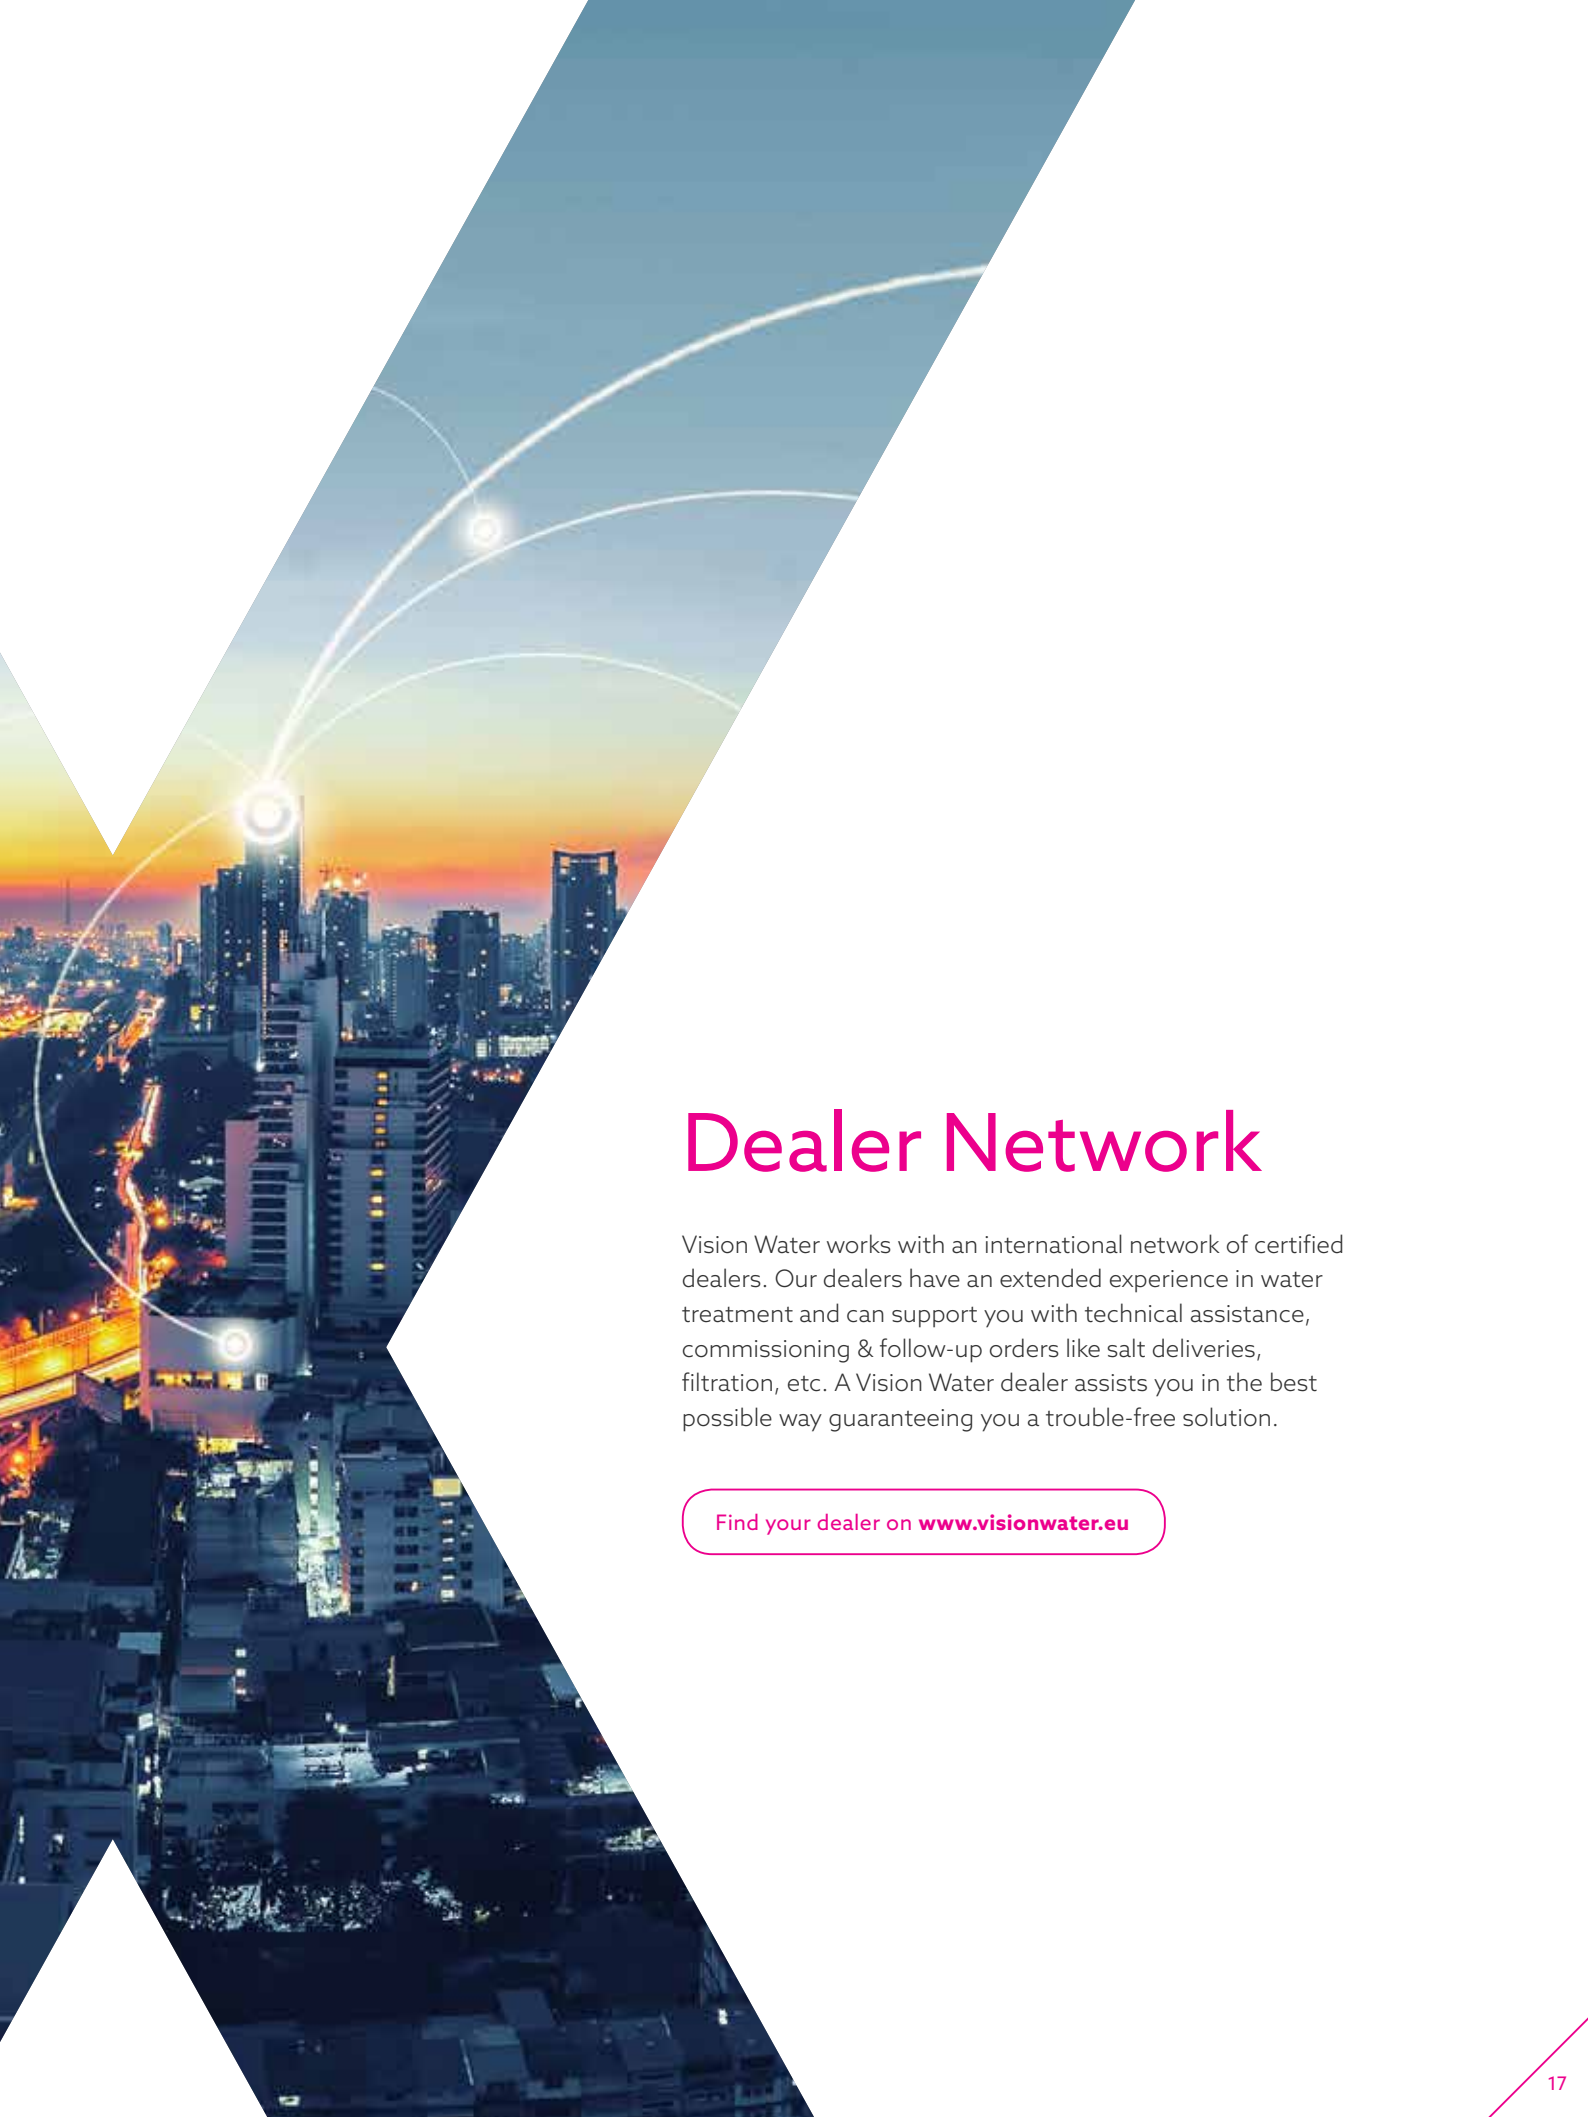 Dealer Network
Vision Water works with an international network of certified
dealers. Our dealers have an extended experience in water
treatment and can support you with technical assistance,
commissioning & follow-up orders like salt deliveries,
filtration, etc. A Vision Water dealer assists you in the best
possible way guaranteeing you a trouble-free solution.
Find your dealer on www.visionwater.eu
17